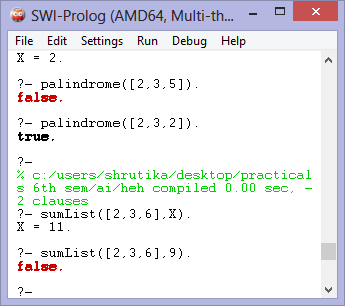 SWI-Prolog (AMD64, Multi-th...
File Edit Settings Run Debug Help
X = 2.
?- palindrome([2,3,5]).
false.
?- palindrome([2,3,2]).
true.
?-
% c:/users/shrutika/desktop/practical
s 6th sem/ai/heh compiled 0.00 sec, -
2 clauses
?- sumList([2,3,6],X).
X = 11.
?- sumList([2,3,6],9).
false.
?-